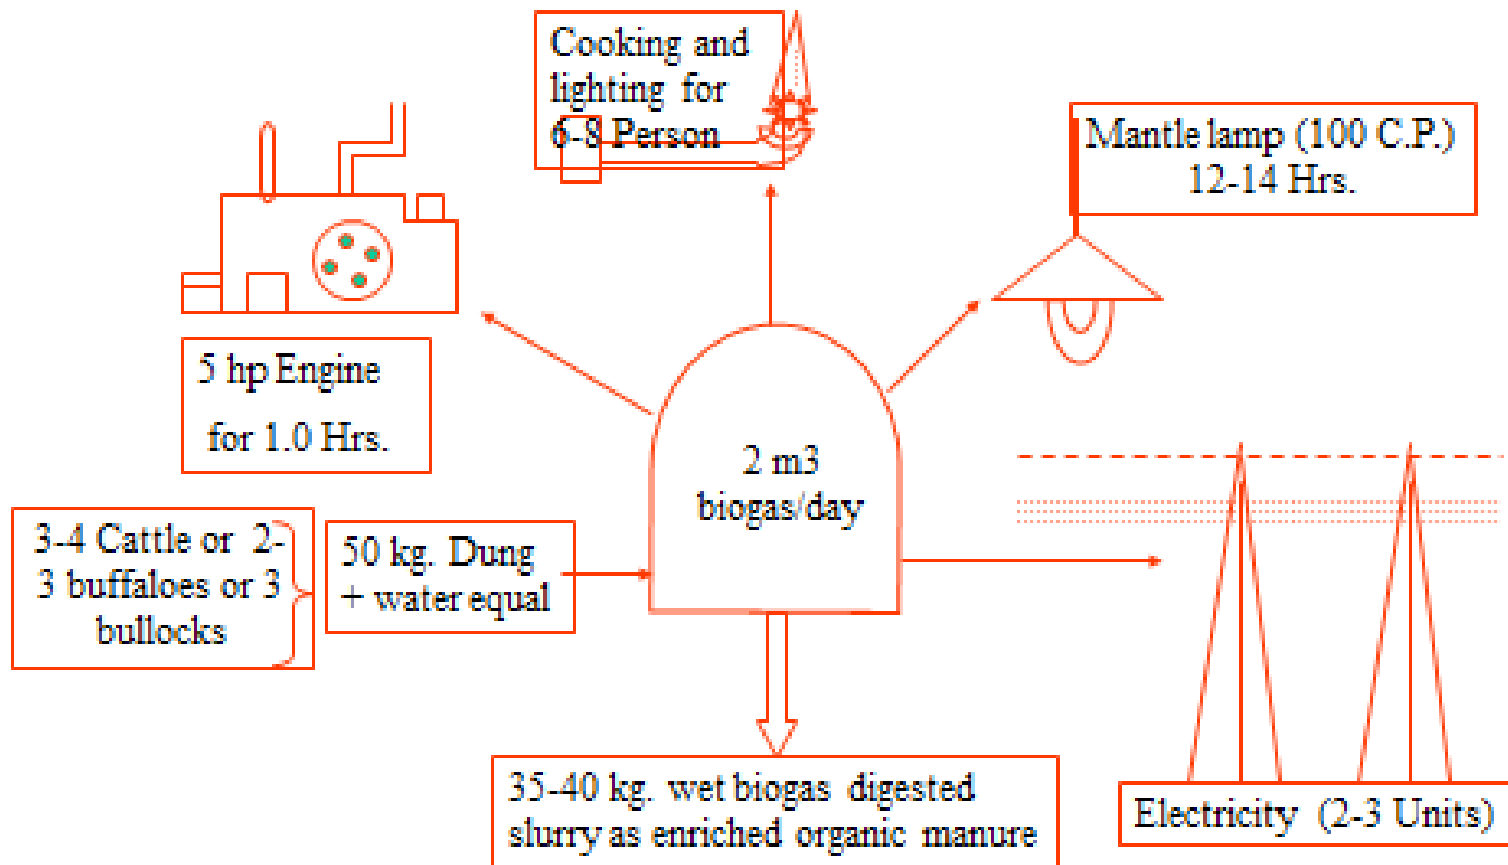 Cooking and
lighting for
6-8 Person
Mantle lamp (100 C.P.)
12-14 Hrs.
5 hp Engine
for 1.0 Hrs.
2 m3
biogas/day
3-4 Cattle or 2-
3 buffaloes or 3
bullocks
50 kg. Dung
+ water equal
35-40 kg. wet biogas digested
slurry as enriched organic manure
Electricity (2-3 Units)